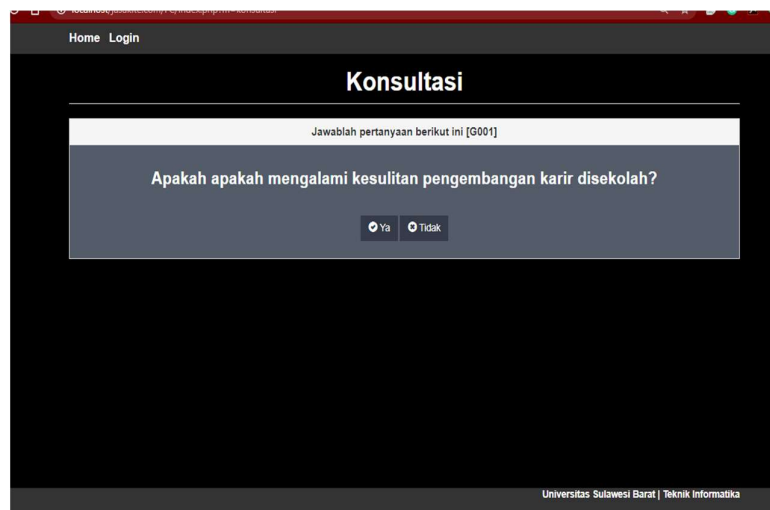 Home Login
Konsultasi
Jawablah pertanyaan berikut ini [G001]
Apakah apakah mengalami kesulitan pengembangan karir disekolah?
Ya Tidak
Universitas Sulawesi Barat | Teknik Informatika